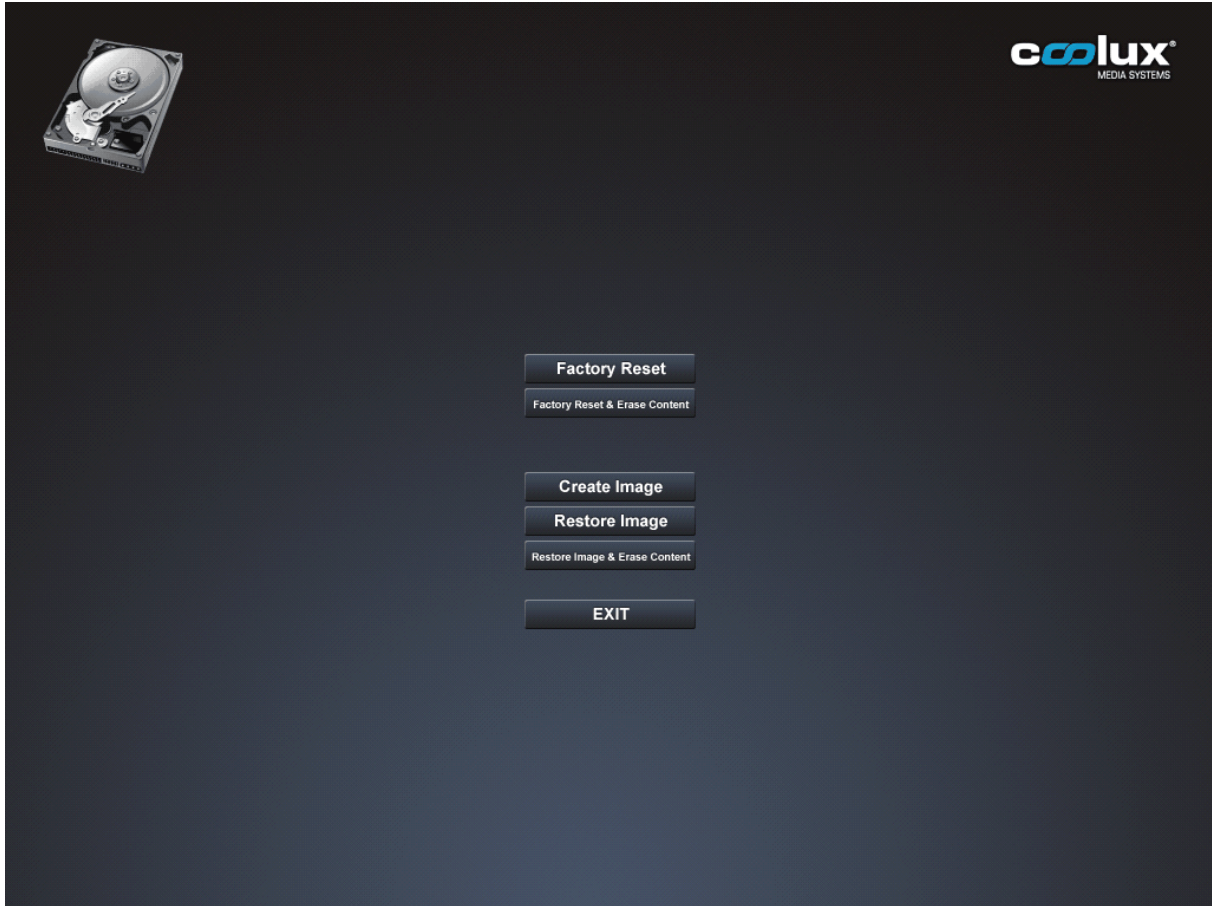 coolux®
MEDIA SYSTEMS
Factory Reset
Factory Reset & Erase Content
Create Image
Restore Image
Restore Image & Erase Content
EXIT